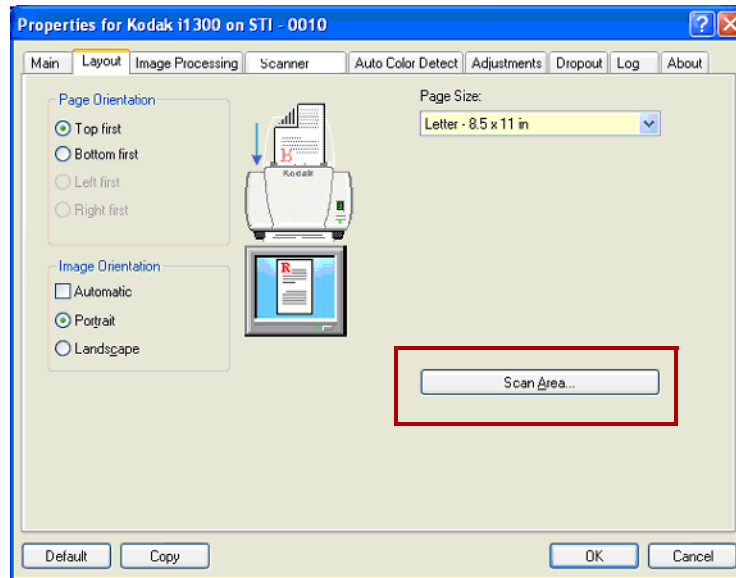 Properties for Kodak i1300 on STI - 0010
Main Layout Image Processing Scanner Auto Color Detect Adjustments Dropout Log About
Page Orientation
Top first
Bottom first
Left first
Right first
Kodak
Page Size:
Letter - 8.5 x 11 in
R
Image Orientation
Automatic
Portrait
Landscape
Scan Area...
Default Copy OK Cancel